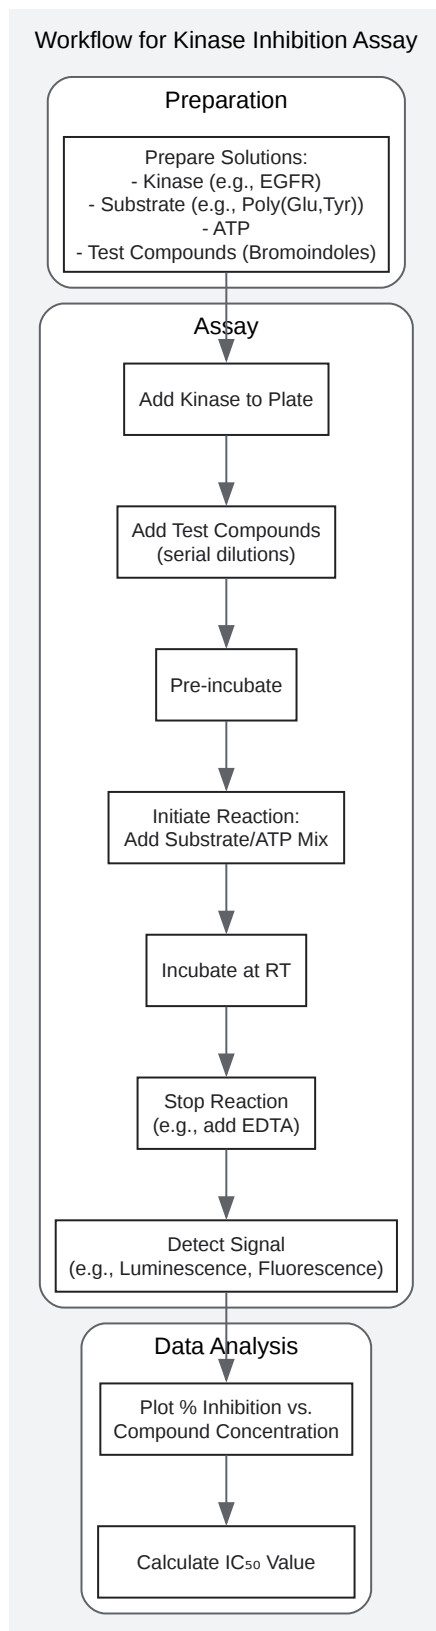 Workflow for Kinase Inhibition Assay
Preparation
Prepare Solutions:
- Kinase (e.g., EGFR)
- Substrate (e.g., Poly(Glu,Tyr))
- ATP
- Test Compounds (Bromoindoles)
Assay
Add Kinase to Plate
Add Test Compounds
(serial dilutions)
Pre-incubate
Initiate Reaction:
Add Substrate/ATP Mix
Incubate at RT
Stop Reaction
(e.g., add EDTA)
Detect Signal
(e.g., Luminescence, Fluorescence)
Data Analysis
Plot % Inhibition vs.
Compound Concentration
Calculate IC₅₀ Value